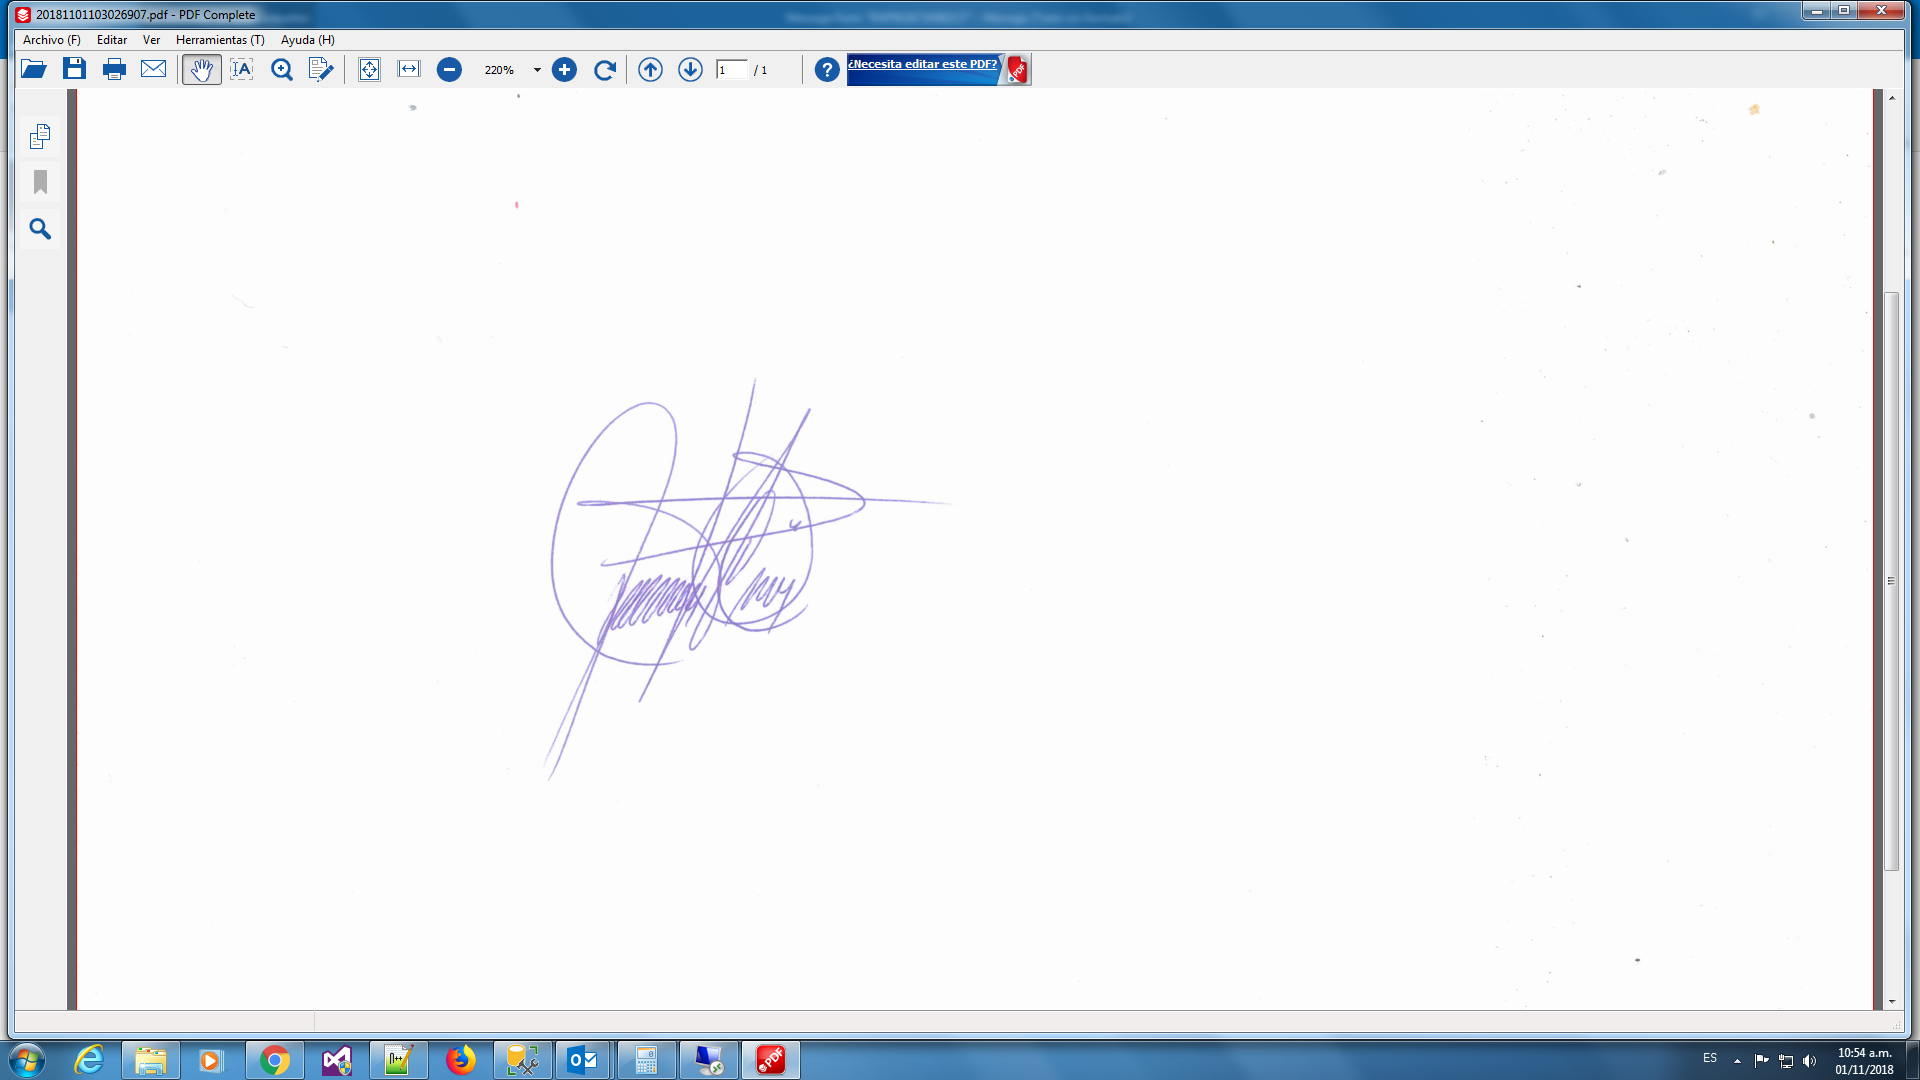 20181101103026907.pdf - PDF Complete
Archivo (F) Editar Ver Herramientas (T) Ayuda (H)
220% 1 / 1 ¿Necesita editar este PDF?
ES 10:54 a.m.
01/11/2018